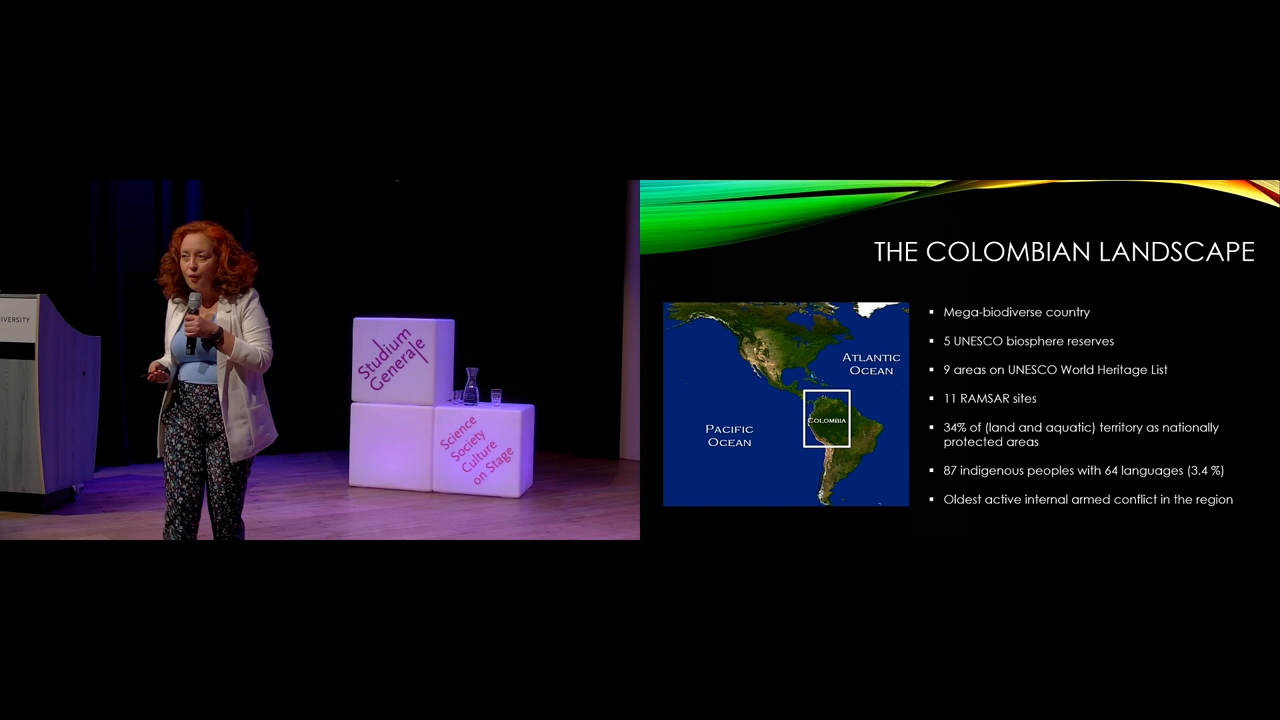 IVERSITY
Studium
Generale
Science
Society
Culture
on Stage
THE COLOMBIAN LANDSCAPE
ATLANTIC
OCEAN
COLOMBIA
PACIFIC
OCEAN
▪ Mega-biodiverse country
▪ 5 UNESCO biosphere reserves
▪ 9 areas on UNESCO World Heritage List
▪ 11 RAMSAR sites
▪ 34% of (land and aquatic) territory as nationally
protected areas
▪ 87 indigenous peoples with 64 languages (3.4 %)
▪ Oldest active internal armed conflict in the region